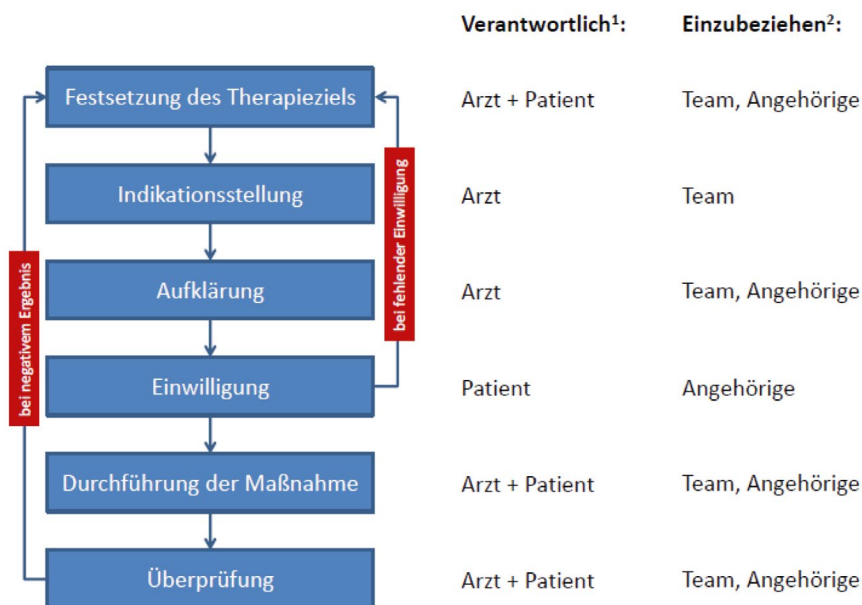 Verantwortlich¹: Einzubeziehen²:
Festsetzung des Therapieziels Arzt + Patient Team, Angehörige
Indikationsstellung Arzt Team
Aufklärung Arzt Team, Angehörige
Einwilligung Patient Angehörige
Durchführung der Maßnahme Arzt + Patient Team, Angehörige
Überprüfung Arzt + Patient Team, Angehörige
bei negativem Ergebnis
bei fehlender Einwilligung